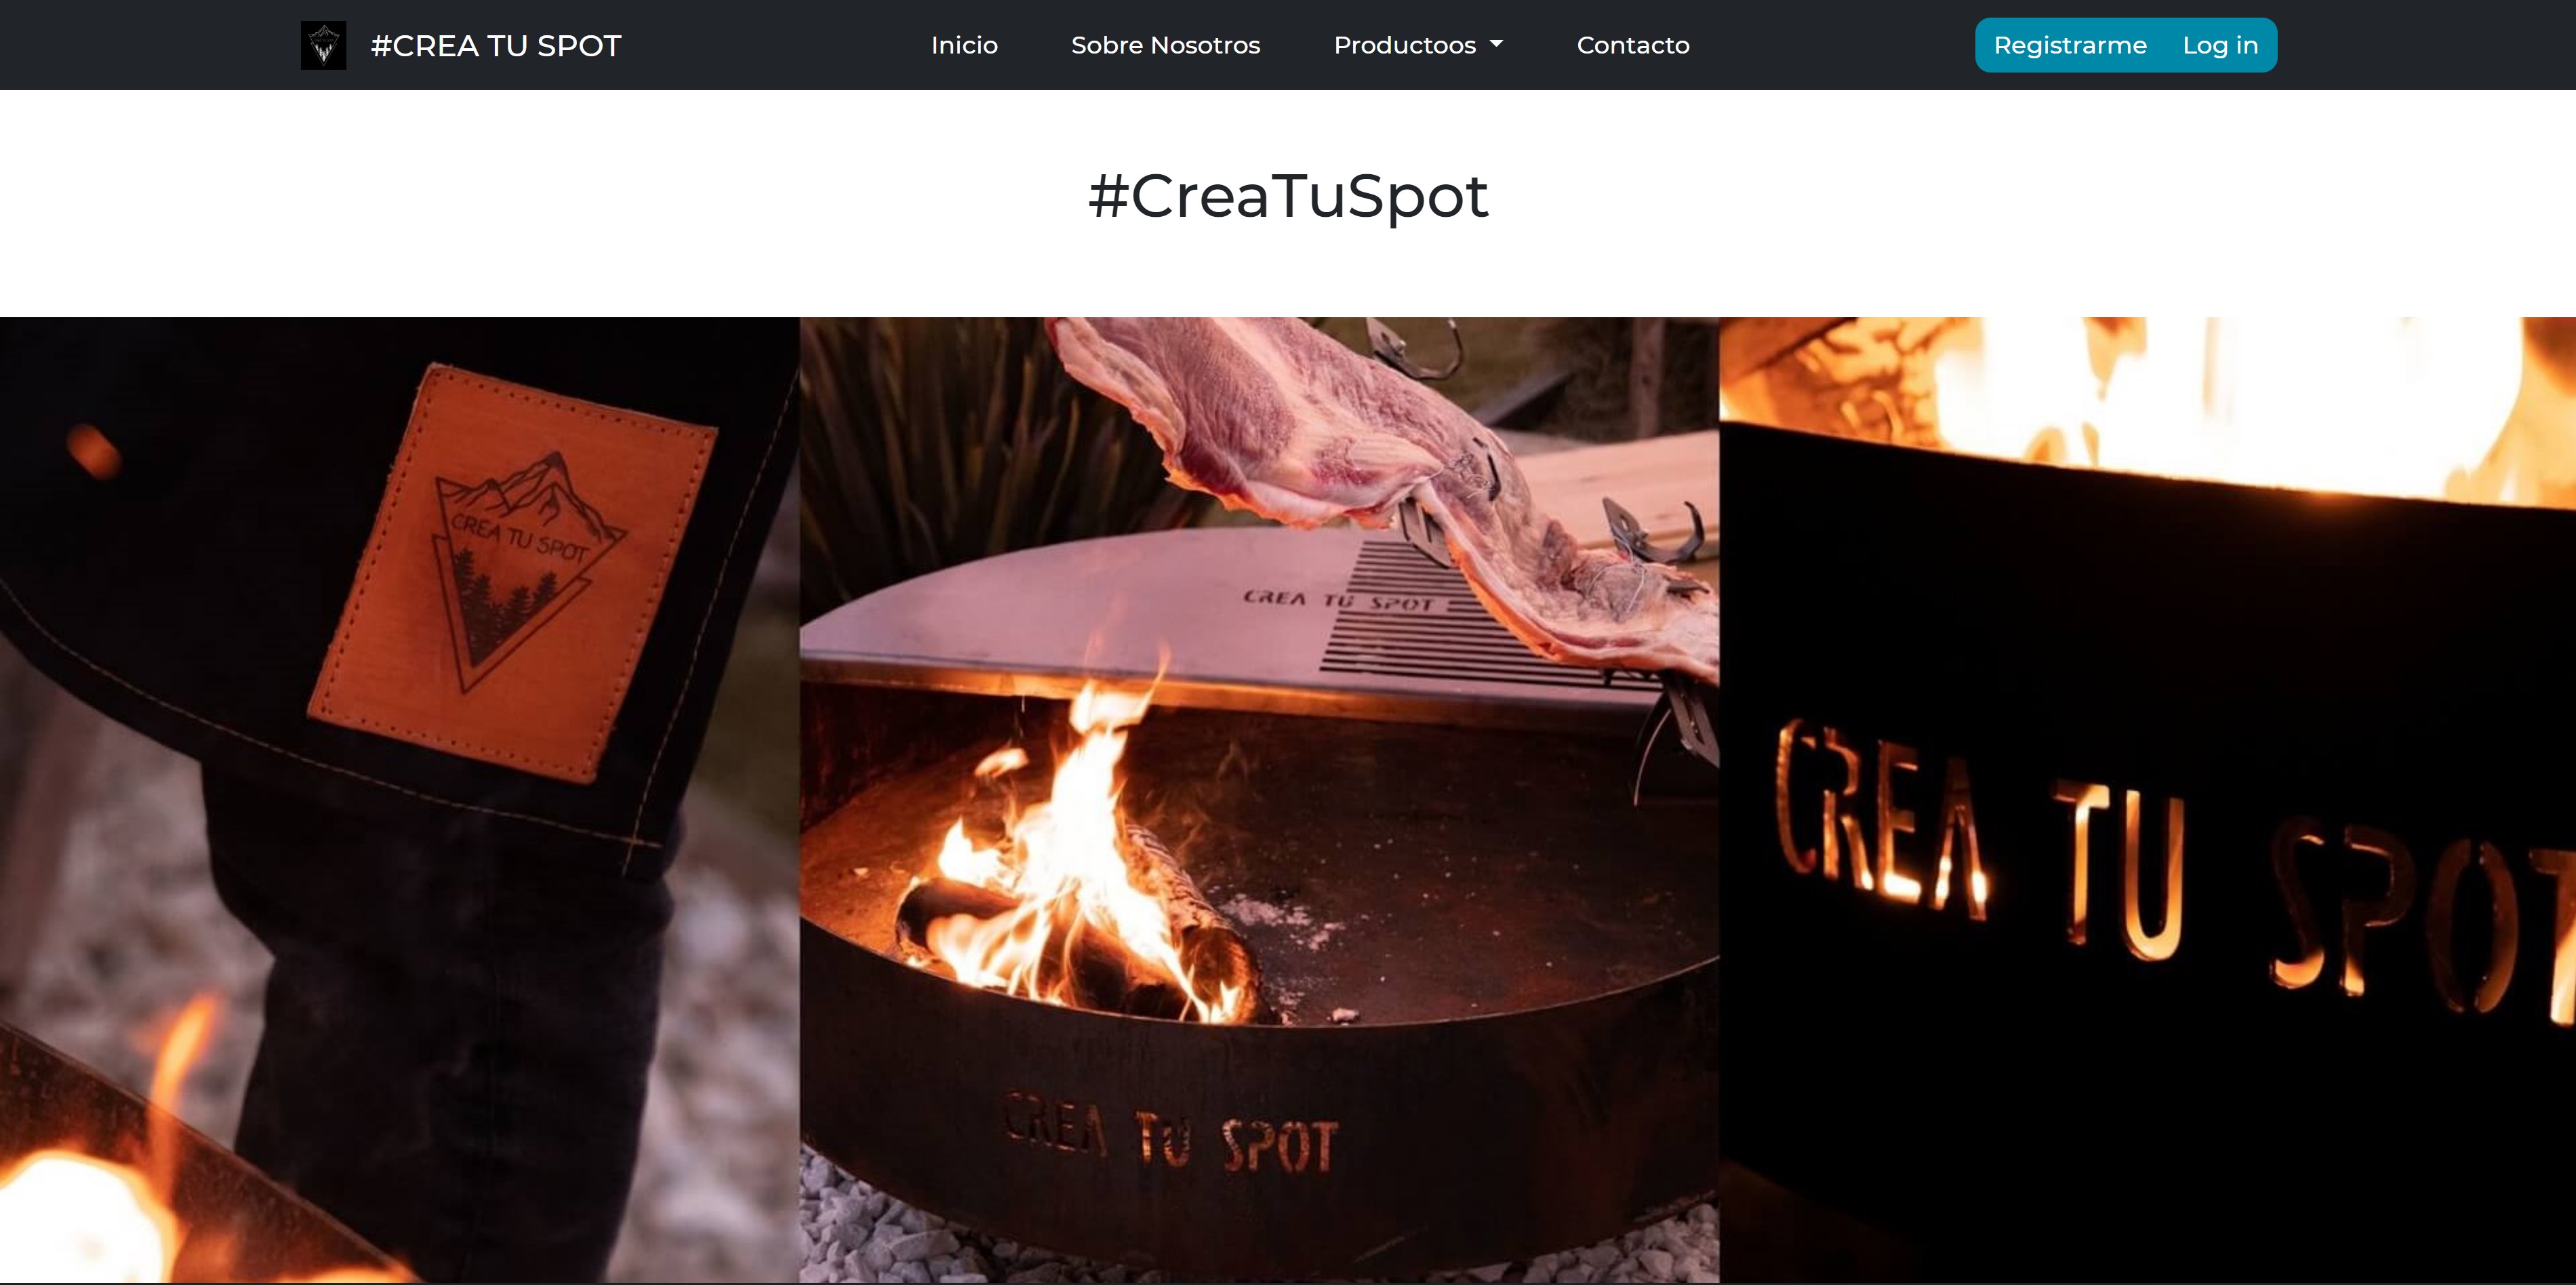 #CREA TU SPOT
Inicio
Sobre Nosotros
Productoos
Contacto
Registrarme
Log in
#CreaTuSpot
CREA TU SPOT
CREA TU SPOT
CREA TU SPOT
CREA TU SPOT